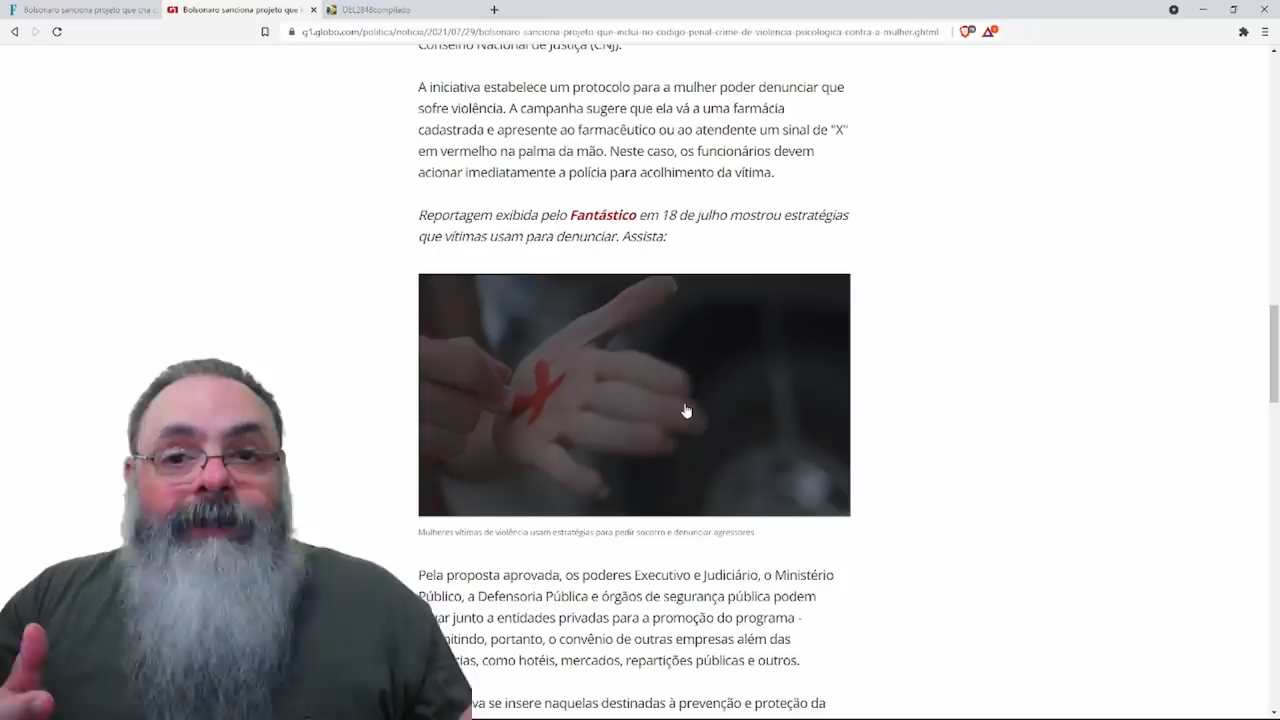 Bolsonaro sanciona projeto que cria c
G1 Bolsonaro sanciona projeto que i
DEL2848compilado
g1.globo.com/politica/noticia/2021/07/29/bolsonaro-sanciona-projeto-que-inclui-no-codigo-penal-crime-de-violencia-psicologica-contra-a-mulher.ghtml
Conselho Nacional de Justiça (CNJ).
A iniciativa estabelece um protocolo para a mulher poder denunciar que
sofre violência. A campanha sugere que ela vá a uma farmácia
cadastrada e apresente ao farmacêutico ou ao atendente um sinal de "X"
em vermelho na palma da mão. Neste caso, os funcionários devem
acionar imediatamente a polícia para acolhimento da vítima.
Reportagem exibida pelo Fantástico em 18 de julho mostrou estratégias
que vítimas usam para denunciar. Assista:
X
Mulheres vítimas de violência usam estratégias para pedir socorro e denunciar agressores
Pela proposta aprovada, os poderes Executivo e Judiciário, o Ministério
Público, a Defensoria Pública e órgãos de segurança pública podem
ar junto a entidades privadas para a promoção do programa -
itindo, portanto, o convênio de outras empresas além das
ias, como hotéis, mercados, repartições públicas e outros.
va se insere naquelas destinadas à prevenção e proteção da